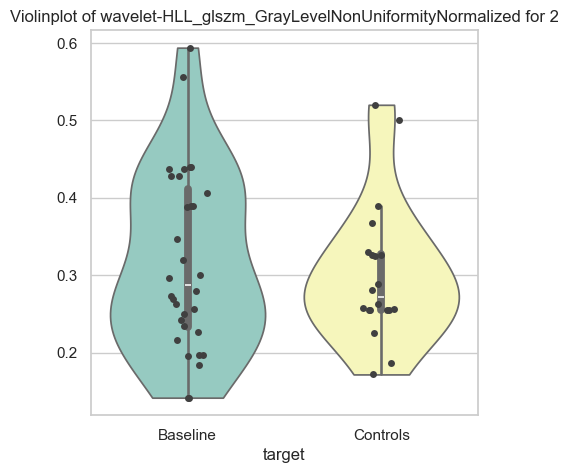 Violinplot of wavelet-HLL_glszm_GrayLevelNonUniformityNormalized for 2
0.6
0.5
0.4
0.3
0.2
Baseline Controls
target